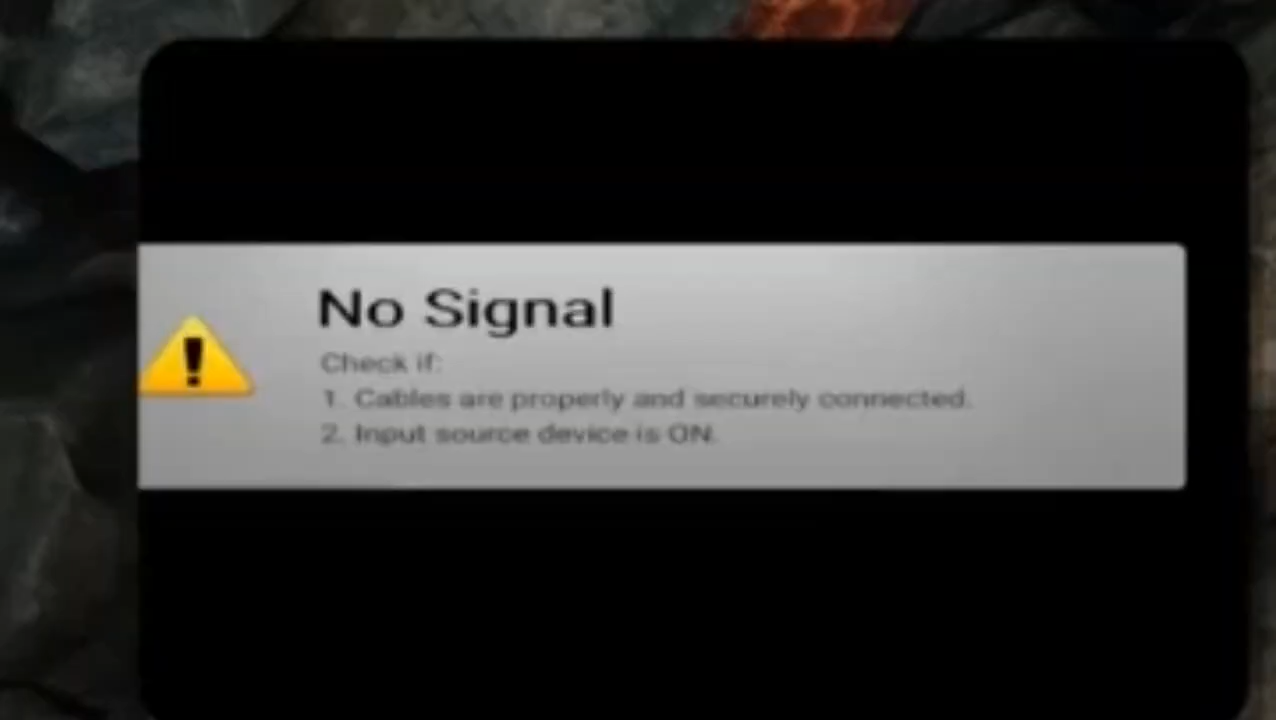 No Signal
Check if:
1. Cables are properly and securely connected.
2. Input source device is ON.